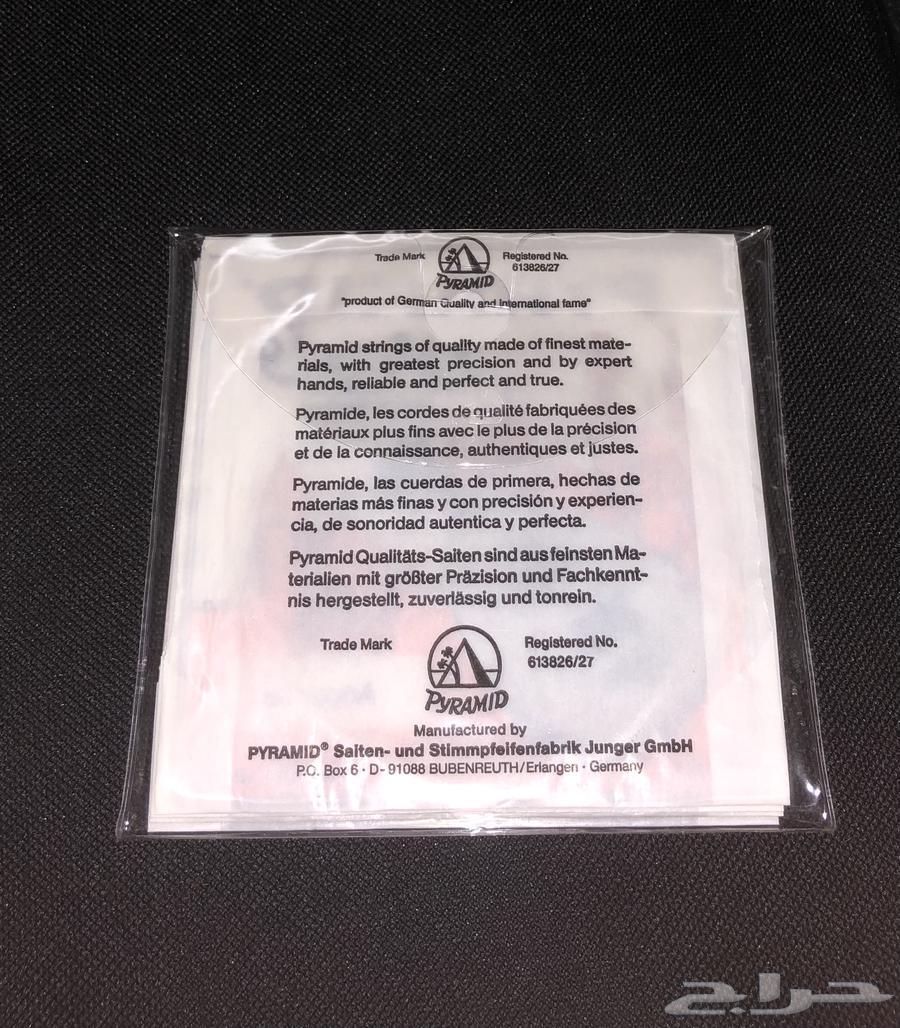 Trade Mark
PYRAMID
Registered No.
613826/27
"product of German Quality and international fame"
Pyramid strings of quality made of finest mate-
rials, with greatest precision and by expert
hands, reliable and perfect and true.
Pyramide, les cordes de qualité fabriquées des
matériaux plus fins avec le plus de la précision
et de la connaissance, authentiques et justes.
Pyramide, las cuerdas de primera, hechas de
materias más finas y con precisión y experien-
cia, de sonoridad autentica y perfecta.
Pyramid Qualitäts-Saiten sind aus feinsten Ma-
terialien mit größter Präzision und Fachkennt-
nis hergestellt, zuverlässig und tonrein.
Trade Mark
PYRAMID
Registered No.
613826/27
Manufactured by
PYRAMID® Saiten- und Stimmpfeifenfabrik Junger GmbH
P.O. Box 6 · D- 91088 BUBENREUTH/Erlangen · Germany
حراج